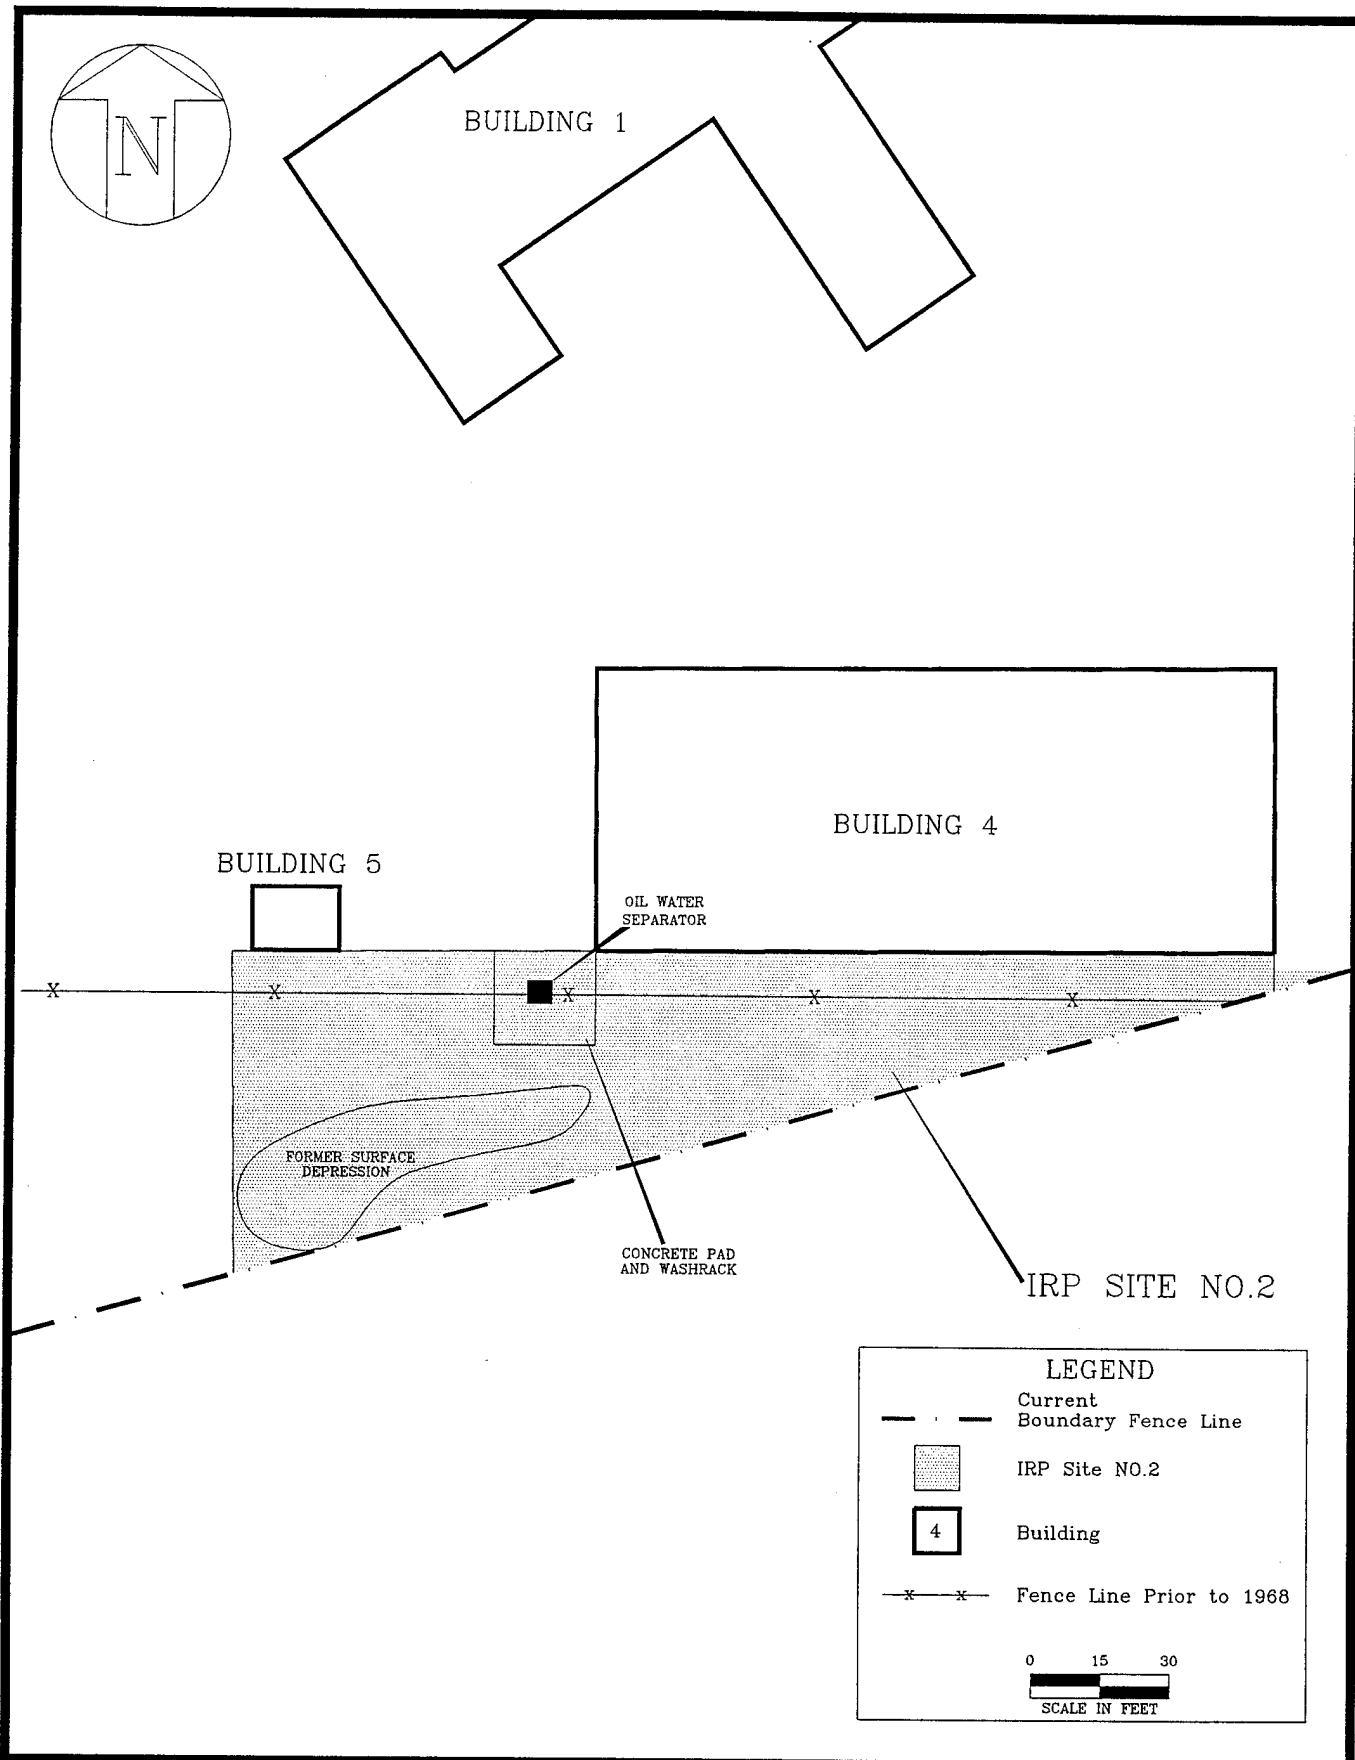 N
BUILDING 1
BUILDING 4
BUILDING 5
OIL WATER
SEPARATOR
X X X X X
FORMER SURFACE
DEPRESSION
CONCRETE PAD
AND WASHRACK
IRP SITE NO.2
LEGEND
Current
Boundary Fence Line
IRP Site NO.2
4 Building
X X Fence Line Prior to 1968
0 15 30
SCALE IN FEET